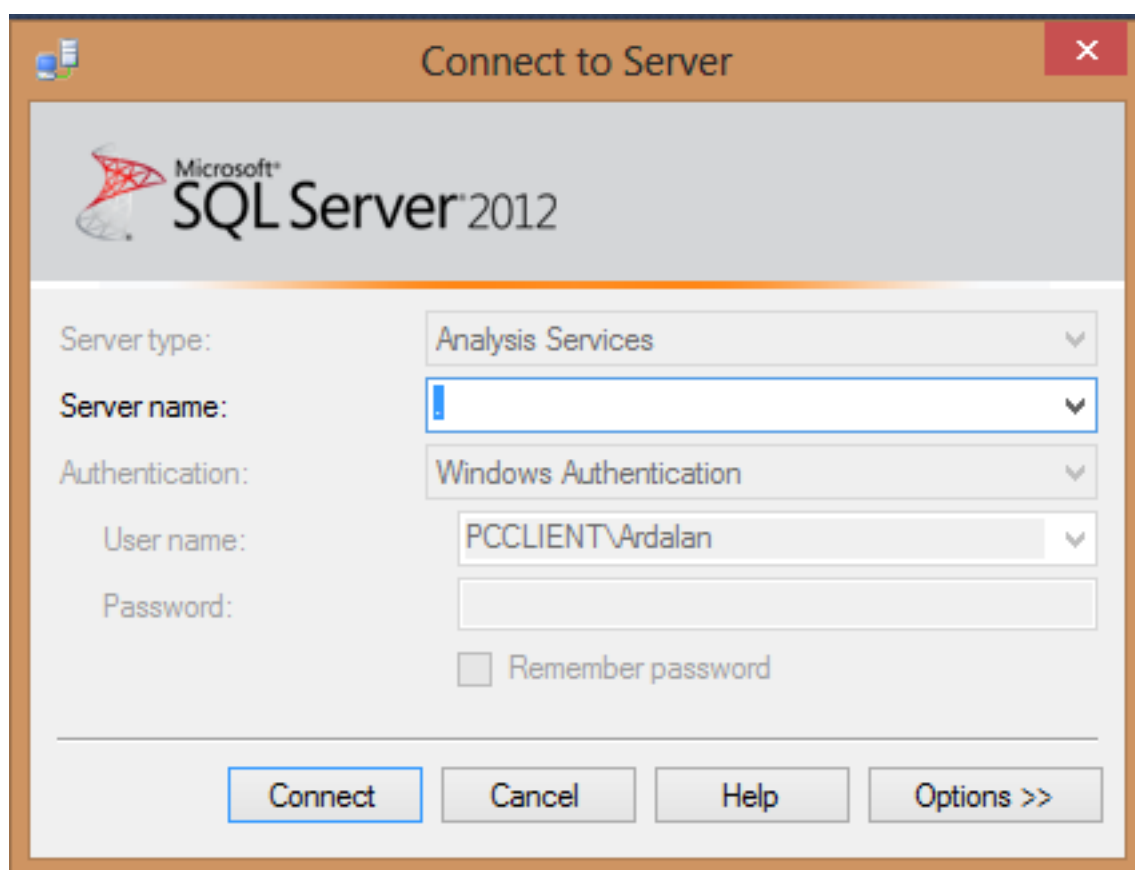 Connect to Server
Microsoft®
SQL Server® 2012
Server type: Analysis Services
Server name: .
Authentication: Windows Authentication
User name: PCCLIENT\Ardalan
Password:
Remember password
Connect Cancel Help Options >>